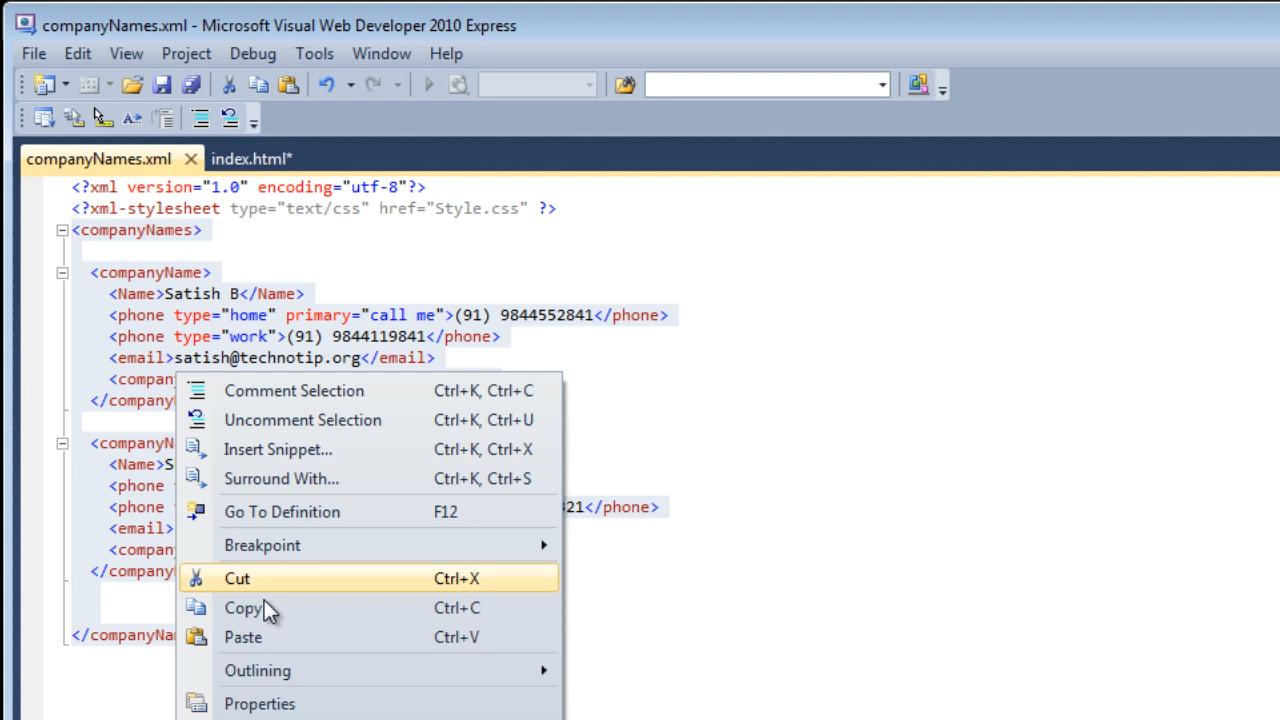 companyNames.xml - Microsoft Visual Web Developer 2010 Express
File Edit View Project Debug Tools Window Help
companyNames.xml index.html*
<?xml version="1.0" encoding="utf-8"?>
<?xml-stylesheet type="text/css" href="Style.css" ?>
<companyNames>
<companyName>
<Name>Satish B</Name>
<phone type="home" primary="call me">(91) 9844552841</phone>
<phone type="work">(91) 9844119841</phone>
<email>satish@technotip.org</email>
<compan
</company
<companyN
<Name>S
<phone
<phone t 321</phone>
<email>
<compan
</company
</companyNam
Comment Selection Ctrl+K, Ctrl+C
Uncomment Selection Ctrl+K, Ctrl+U
Insert Snippet... Ctrl+K, Ctrl+X
Surround With... Ctrl+K, Ctrl+S
Go To Definition F12
Breakpoint
Cut Ctrl+X
Copy Ctrl+C
Paste Ctrl+V
Outlining
Properties